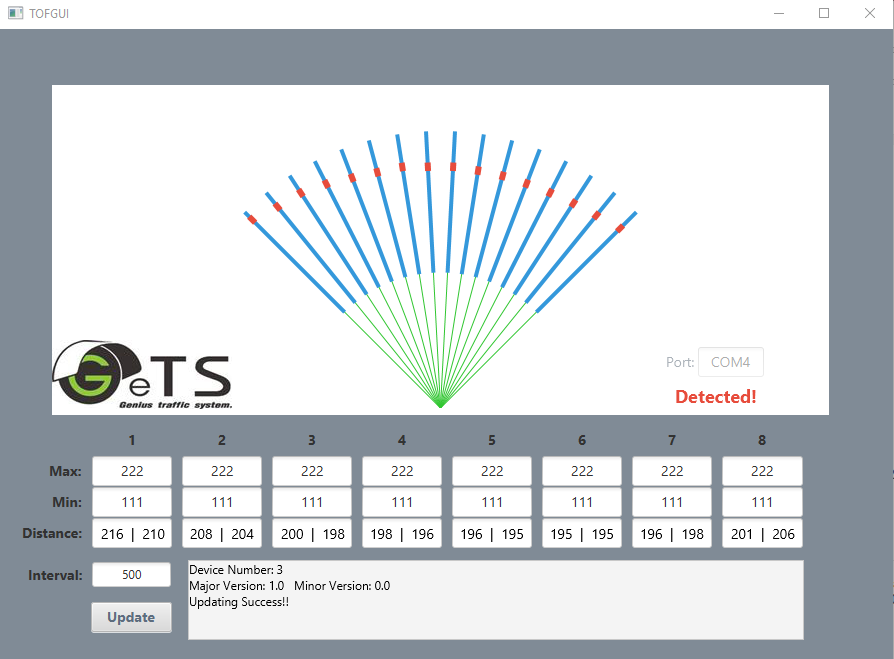 TOFGUI
GeTS
Genius traffic system.
Port: COM4
Detected!
1 2 3 4 5 6 7 8
Max: 222 222 222 222 222 222 222 222
Min: 111 111 111 111 111 111 111 111
Distance: 216 | 210 208 | 204 200 | 198 198 | 196 196 | 195 195 | 195 196 | 198 201 | 206
Interval: 500
Device Number: 3
Major Version: 1.0 Minor Version: 0.0
Updating Success!!
Update